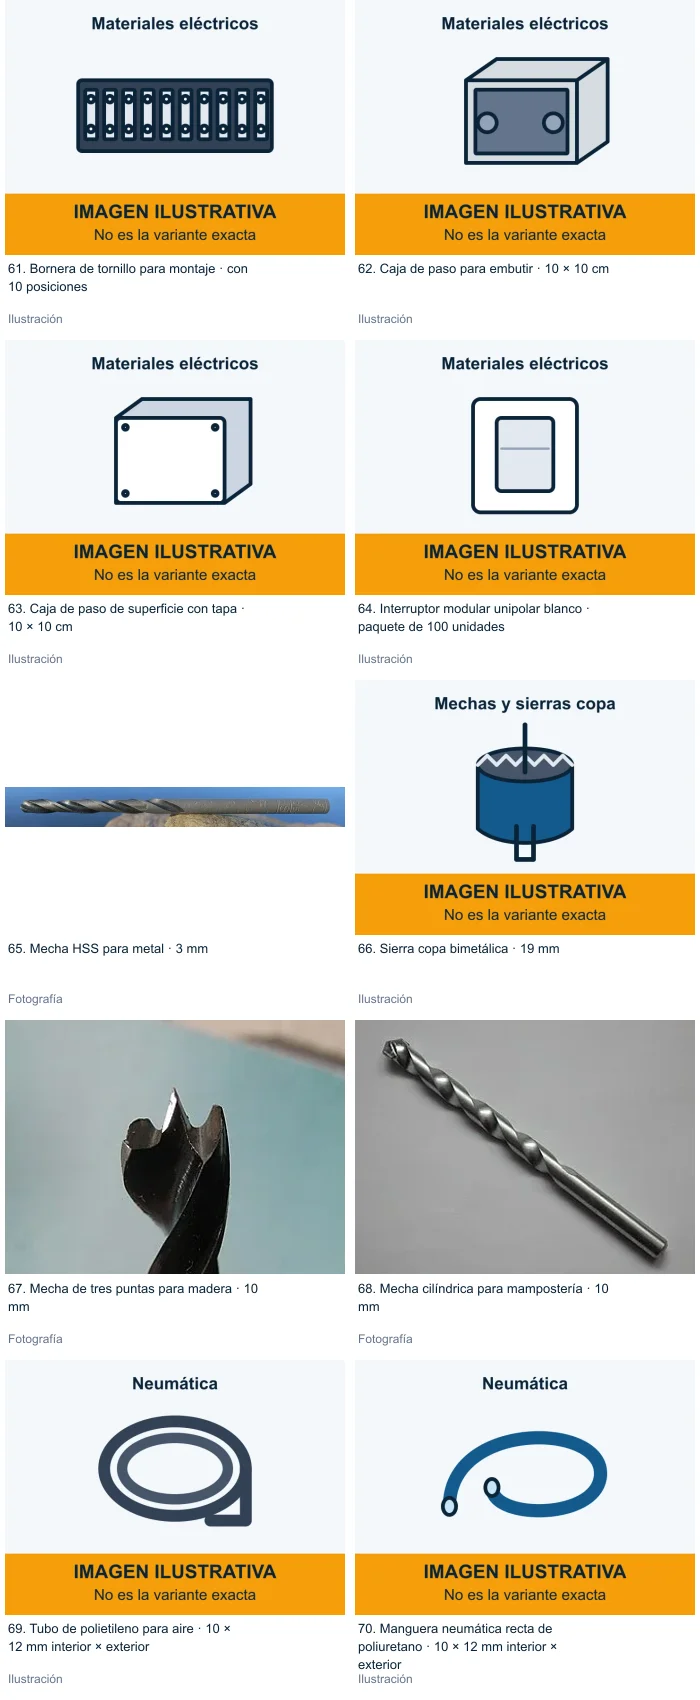 Materiales eléctricos
IMAGEN ILUSTRATIVA
No es la variante exacta
61. Bornera de tornillo para montaje · con
10 posiciones
Ilustración
Materiales eléctricos
IMAGEN ILUSTRATIVA
No es la variante exacta
62. Caja de paso para embutir · 10 × 10 cm
Ilustración
Materiales eléctricos
IMAGEN ILUSTRATIVA
No es la variante exacta
63. Caja de paso de superficie con tapa ·
10 × 10 cm
Ilustración
Materiales eléctricos
IMAGEN ILUSTRATIVA
No es la variante exacta
64. Interruptor modular unipolar blanco ·
paquete de 100 unidades
Ilustración
65. Mecha HSS para metal · 3 mm
Fotografía
Mechas y sierras copa
IMAGEN ILUSTRATIVA
No es la variante exacta
66. Sierra copa bimetálica · 19 mm
Ilustración
67. Mecha de tres puntas para madera · 10
mm
Fotografía
68. Mecha cilíndrica para mampostería · 10
mm
Fotografía
Neumática
IMAGEN ILUSTRATIVA
No es la variante exacta
69. Tubo de polietileno para aire · 10 ×
12 mm interior × exterior
Ilustración
Neumática
IMAGEN ILUSTRATIVA
No es la variante exacta
70. Manguera neumática recta de
poliuretano · 10 × 12 mm interior ×
exterior
Ilustración